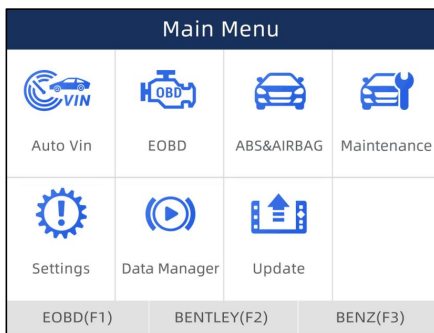 Main Menu
VIN
OBD
Auto Vin
EOBD
ABS&AIRBAG
Maintenance
Settings
Data Manager
Update
EOBD(F1)
BENTLEY(F2)
BENZ(F3)